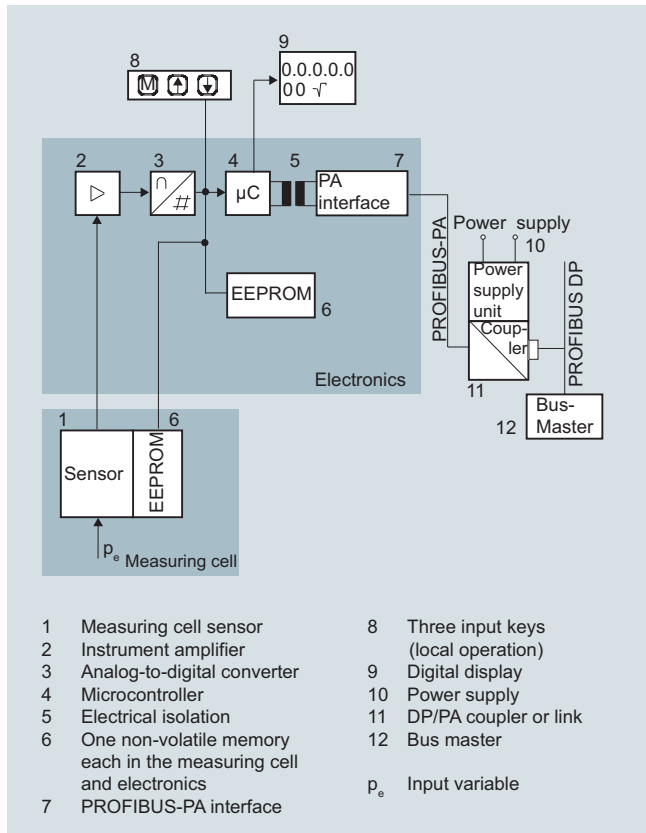 8
9
M
0.0.0.0.0
0 0 √
2
3
4
5
7
∩
#
µC
PA
interface
EEPROM
6
Electronics
PROFIBUS-PA
Power supply
10
Power
supply
unit
Coup-
ler
11
PROFIBUS DP
12
Bus-
Master
1
6
Sensor
EEPROM
pe
Measuring cell
1 Measuring cell sensor
2 Instrument amplifier
3 Analog-to-digital converter
4 Microcontroller
5 Electrical isolation
6 One non-volatile memory
each in the measuring cell
and electronics
7 PROFIBUS-PA interface
8 Three input keys
(local operation)
9 Digital display
10 Power supply
11 DP/PA coupler or link
12 Bus master
pe Input variable